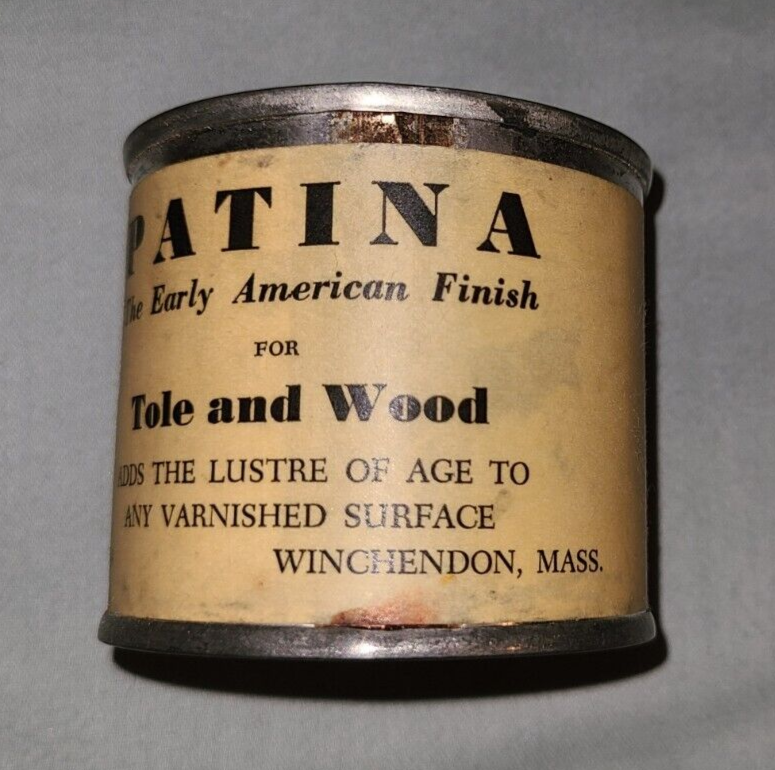 PATINA
The Early American Finish
FOR
Tole and Wood
ADDS THE LUSTRE OF AGE TO
ANY VARNISHED SURFACE
WINCHENDON, MASS.